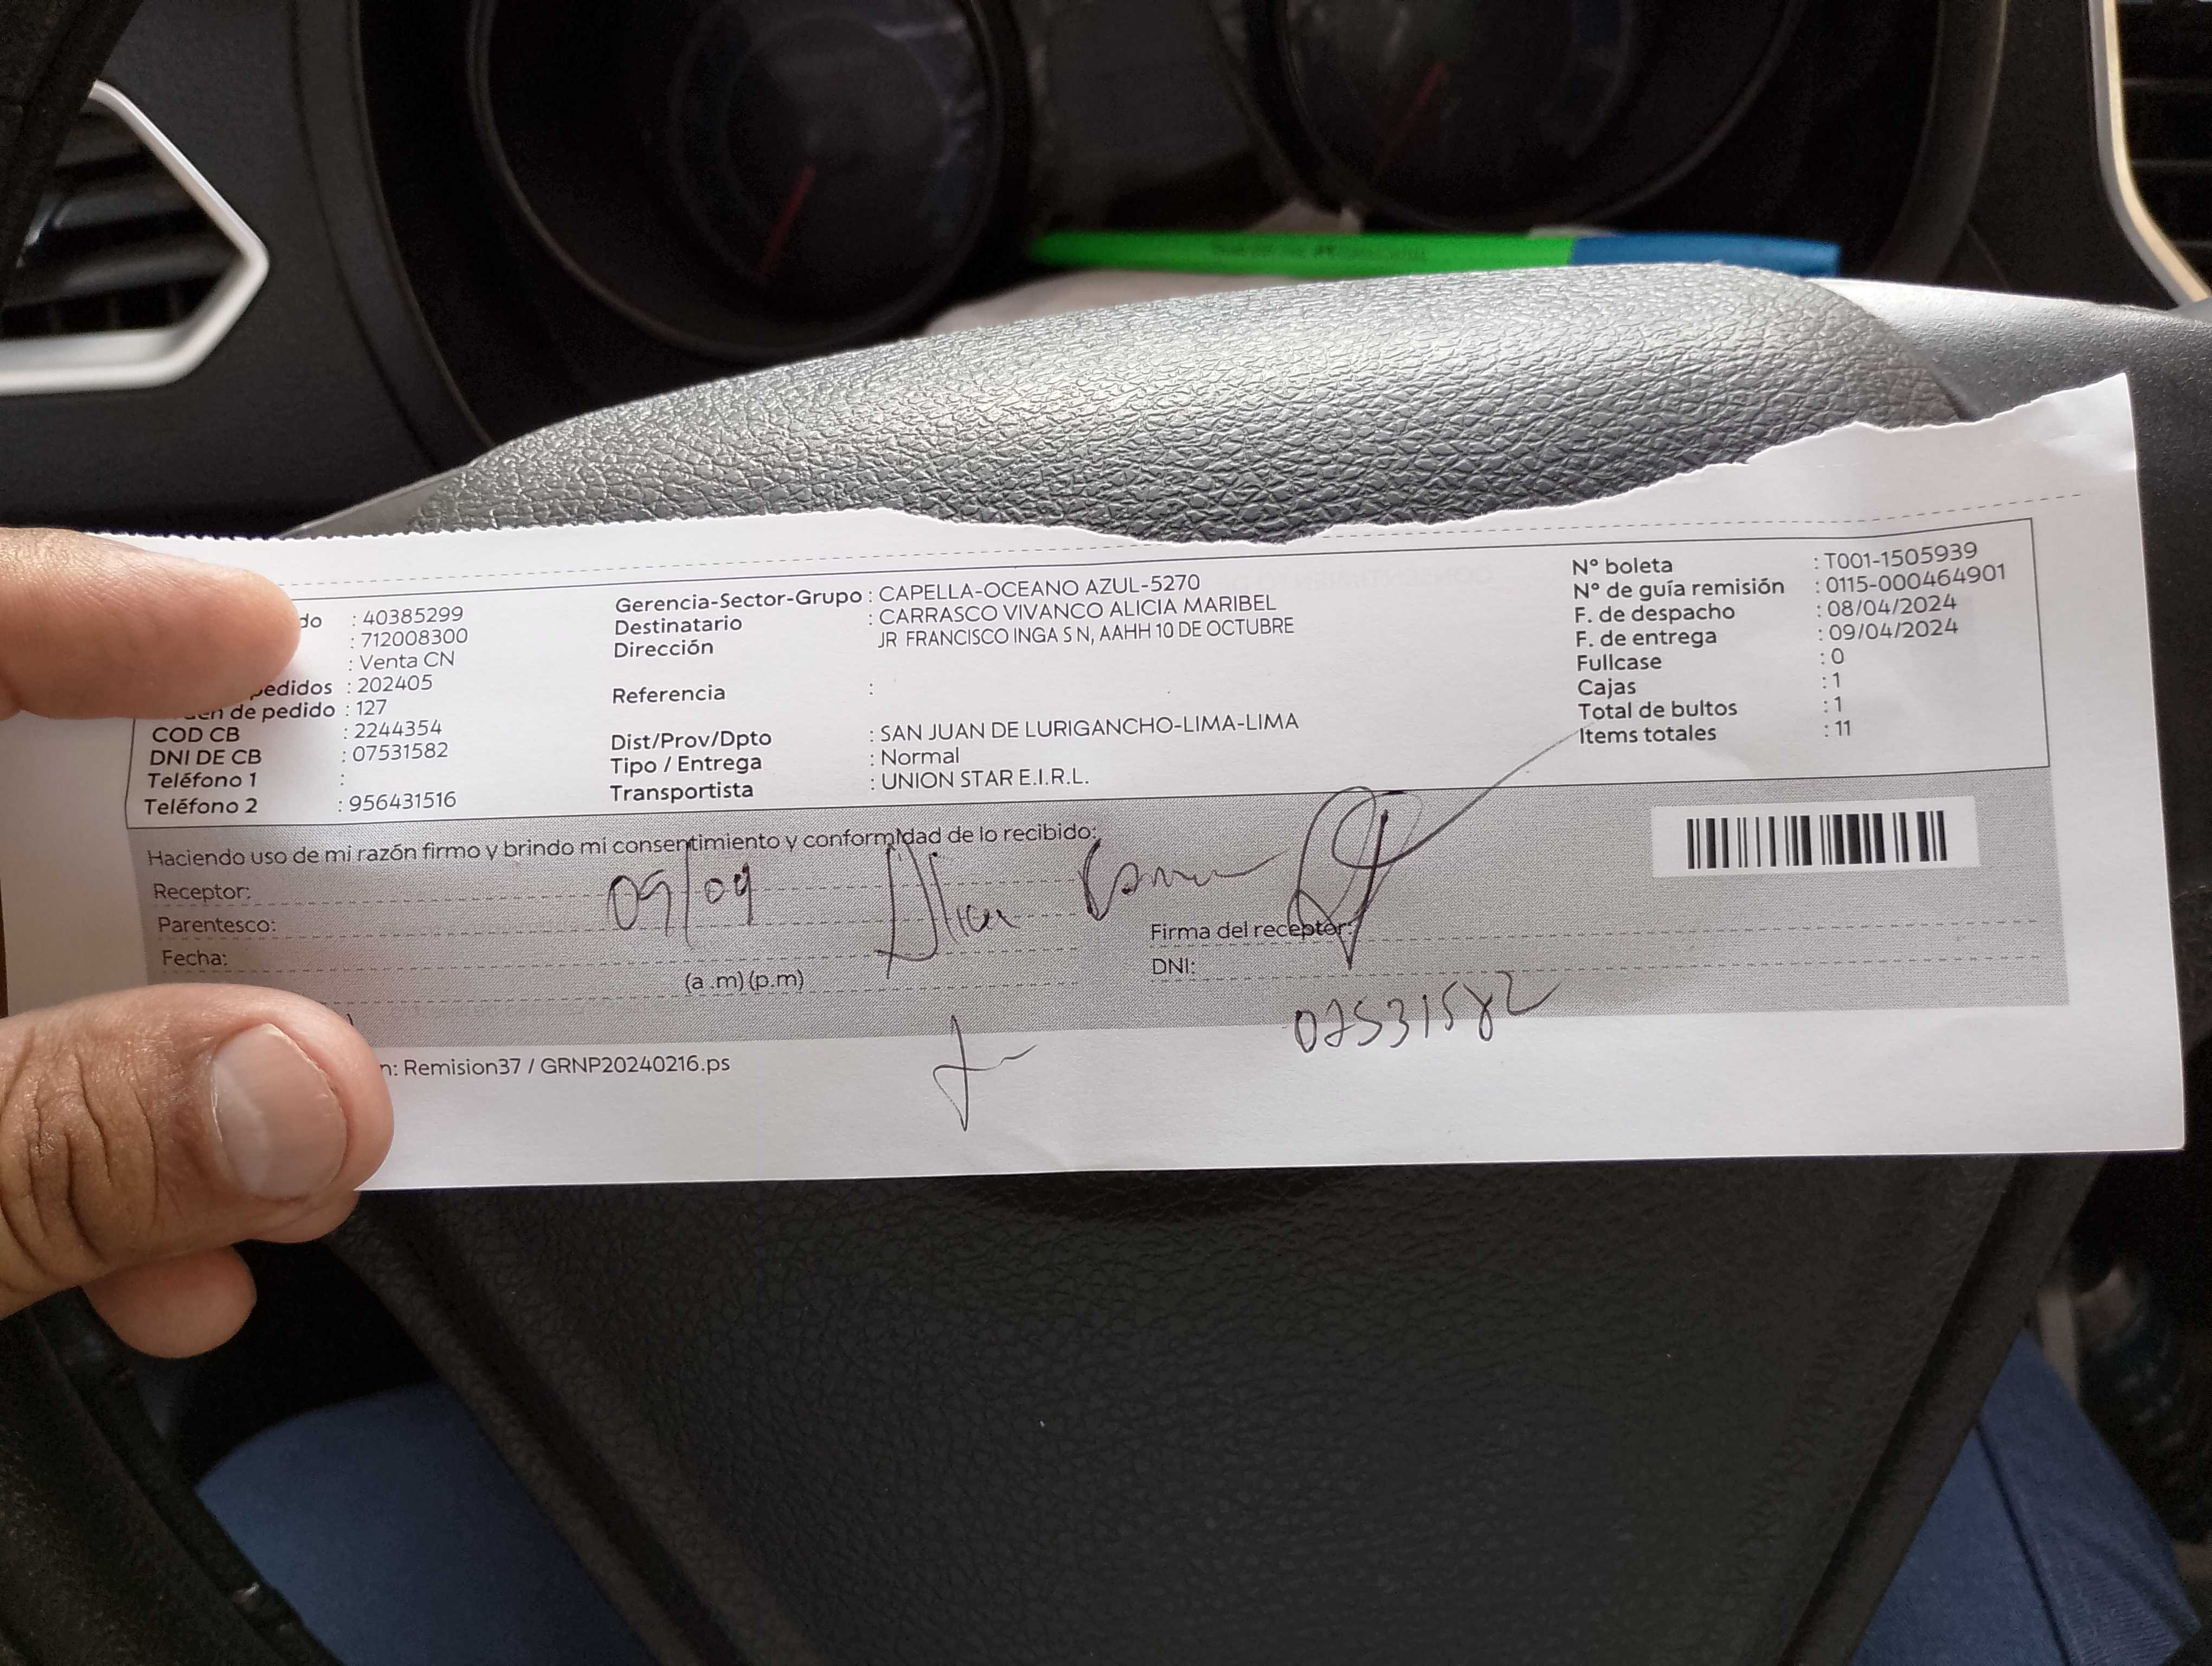 do : 40385299
: 712008300
: Venta CN
pedidos : 202405
de pedido : 127
COD CB : 2244354
DNI DE CB : 07531582
Teléfono 1 :
Teléfono 2 : 956431516
Gerencia-Sector-Grupo : CAPELLA-OCEANO AZUL-5270
Destinatario : CARRASCO VIVANCO ALICIA MARIBEL
Dirección JR FRANCISCO INGA S N, AAHH 10 DE OCTUBRE
Referencia :
Dist/Prov/Dpto : SAN JUAN DE LURIGANCHO-LIMA-LIMA
Tipo / Entrega : Normal
Transportista : UNION STAR E.I.R.L.
N° boleta : T001-1505939
N° de guía remisión : 0115-000464901
F. de despacho : 08/04/2024
F. de entrega : 09/04/2024
Fullcase : 0
Cajas : 1
Total de bultos : 1
Items totales : 11
Haciendo uso de mi razón firmo y brindo mi consentimiento y conformidad de lo recibido:
Receptor:
Parentesco:
09/04
Fecha:
(a .m) (p.m)
Firma del receptor:
DNI:
07531582
n: Remision37 / GRNP20240216.ps